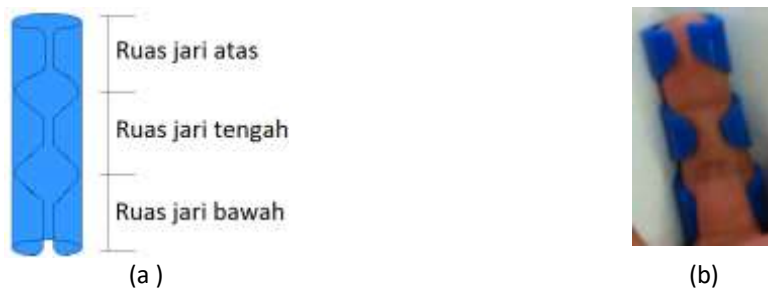 Ruas jari atas
Ruas jari tengah
Ruas jari bawah
(a ) (b)